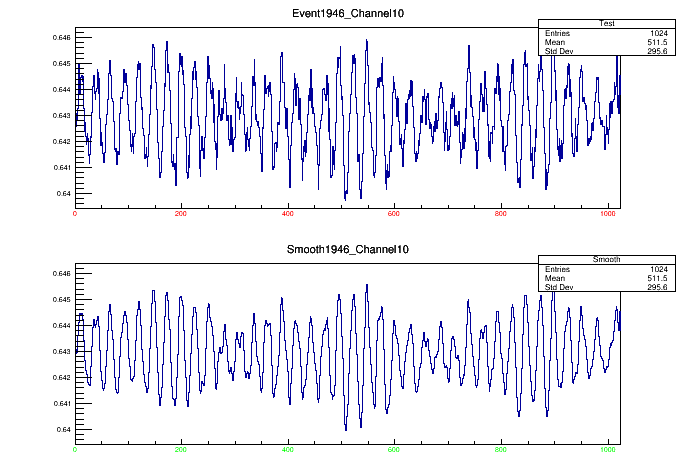 Event1946_Channel10
Test
Entries 1024
Mean 511.5
Std Dev 295.6
0.646
0.645
0.644
0.643
0.642
0.641
0.64
0 200 400 600 800 1000
Smooth1946_Channel10
Smooth
Entries 1024
Mean 511.5
Std Dev 295.6
0.646
0.645
0.644
0.643
0.642
0.641
0.64
0 200 400 600 800 1000